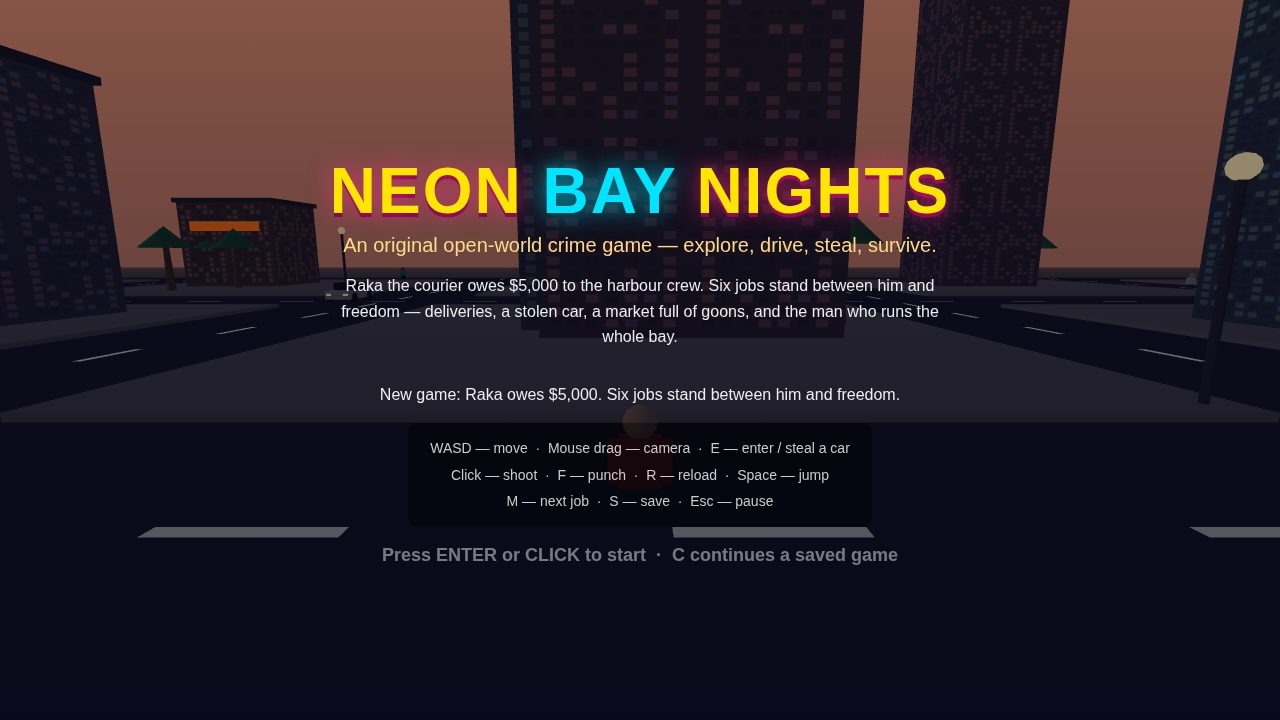 NEON BAY NIGHTS
An original open-world crime game — explore, drive, steal, survive.
Raka the courier owes $5,000 to the harbour crew. Six jobs stand between him and
freedom — deliveries, a stolen car, a market full of goons, and the man who runs the
whole bay.
New game: Raka owes $5,000. Six jobs stand between him and freedom.
WASD — move · Mouse drag — camera · E — enter / steal a car
Click — shoot · F — punch · R — reload · Space — jump
M — next job · S — save · Esc — pause
Press ENTER or CLICK to start · C continues a saved game